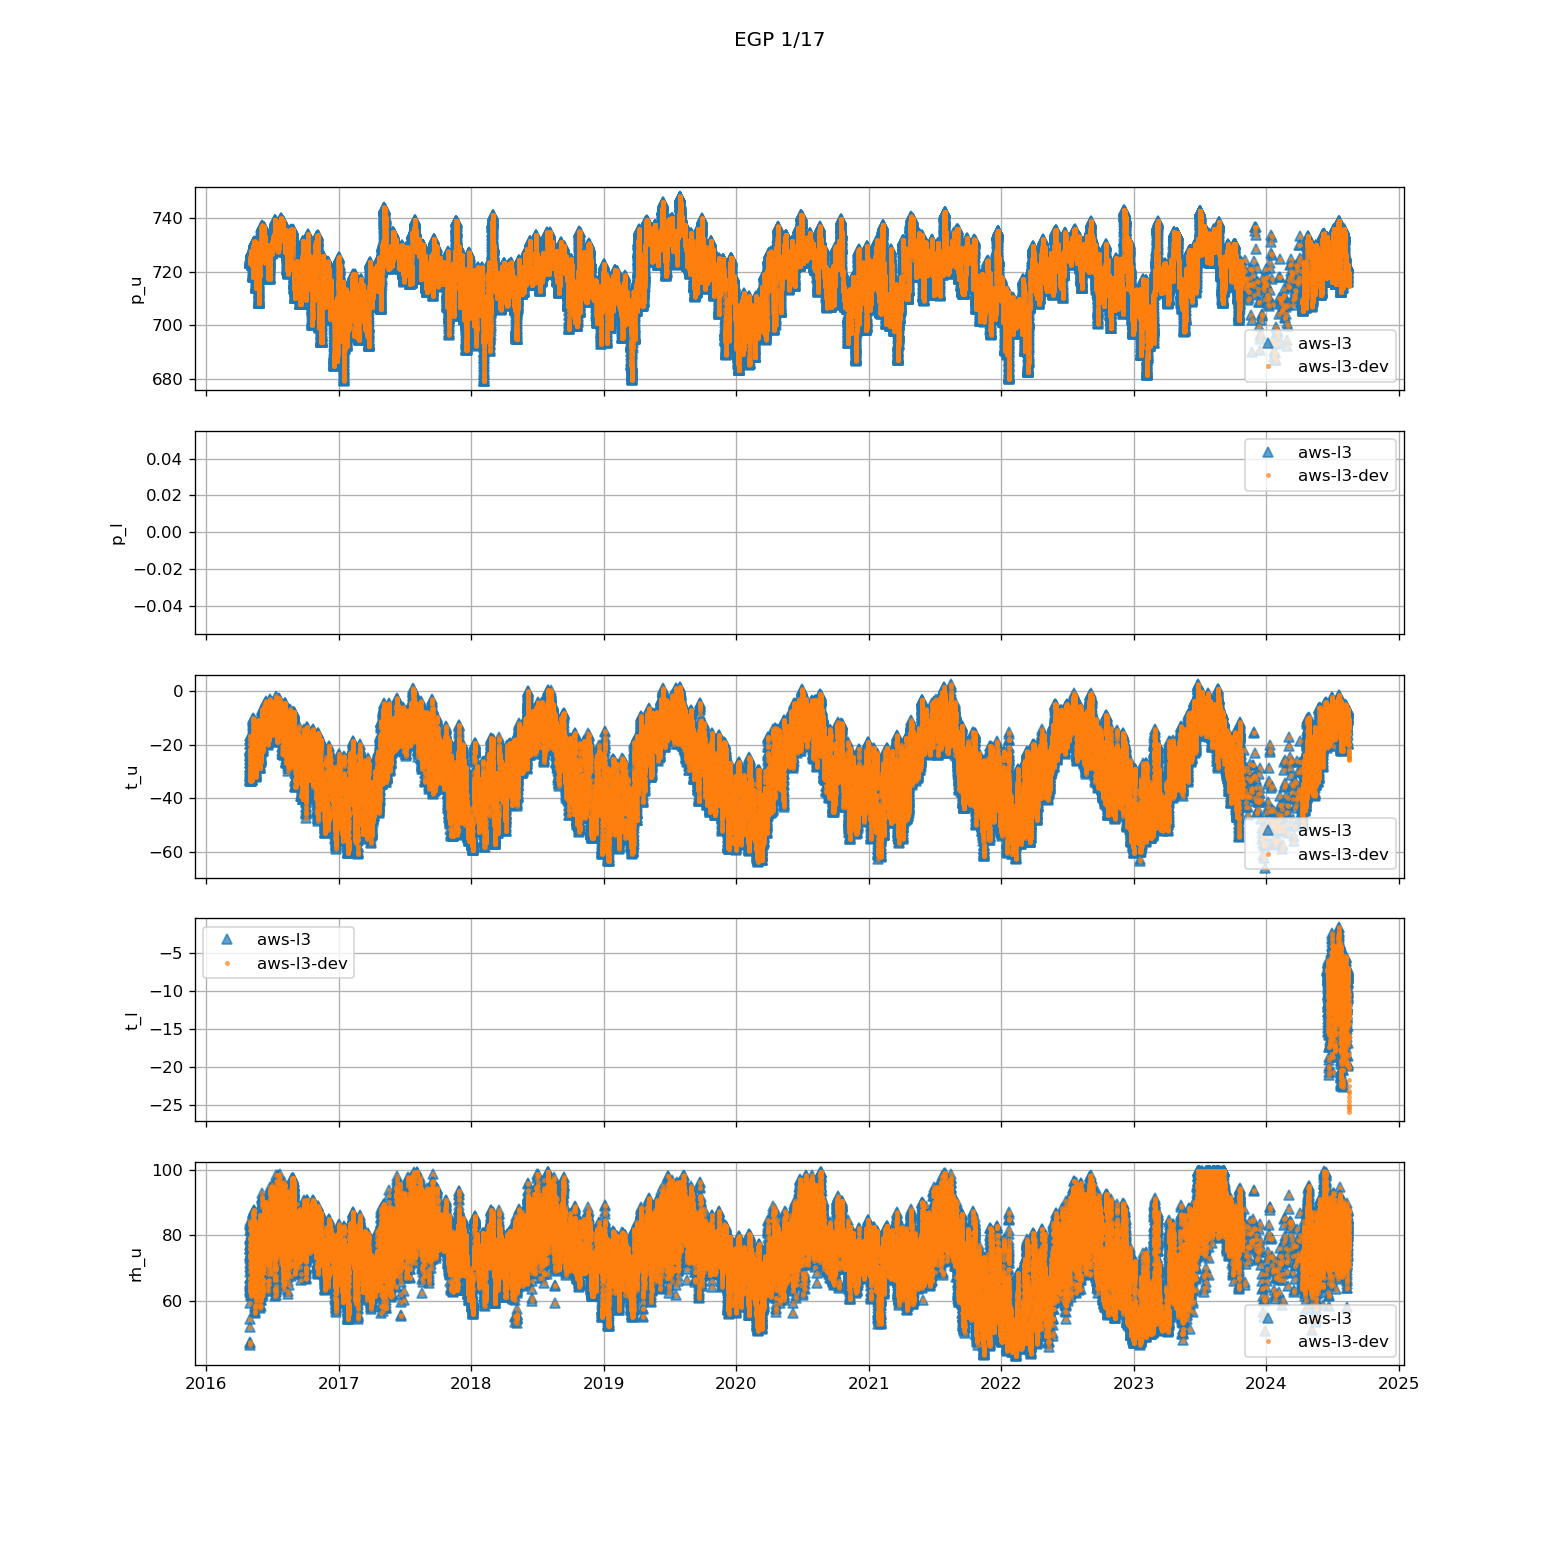 EGP 1/17
740
720
700
680
p_u
aws-l3
aws-l3-dev
0.04
0.02
0.00
−0.02
−0.04
p_l
aws-l3
aws-l3-dev
0
−20
−40
−60
t_u
aws-l3
aws-l3-dev
−5
−10
−15
−20
−25
t_l
aws-l3
aws-l3-dev
100
80
60
rh_u
aws-l3
aws-l3-dev
2016 2017 2018 2019 2020 2021 2022 2023 2024 2025